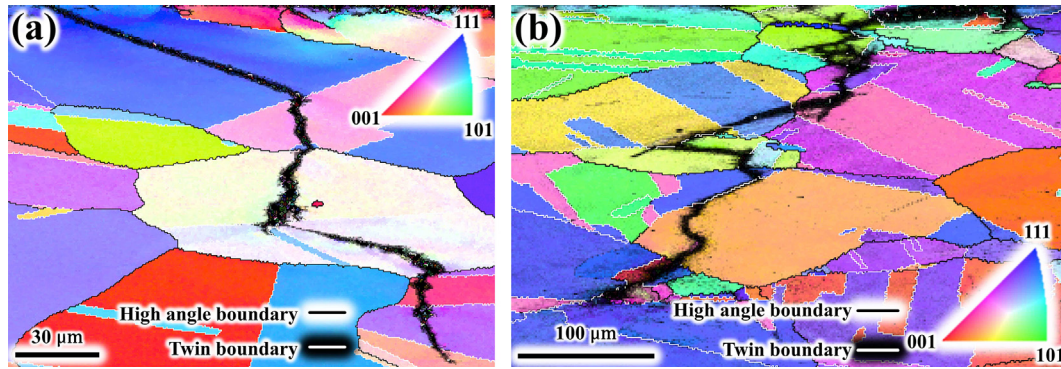 (a)
111
001
101
High angle boundary
Twin boundary
30 μm
(b)
111
001
101
High angle boundary
Twin boundary
100 μm